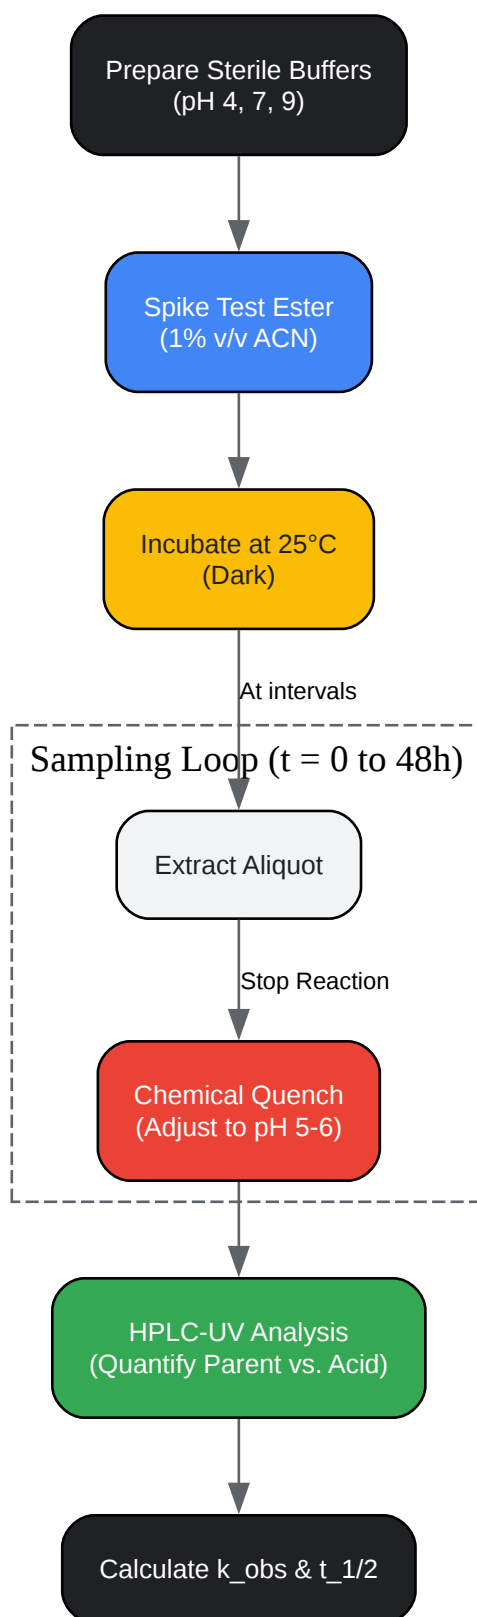 Prepare Sterile Buffers
(pH 4, 7, 9)
Spike Test Ester
(1% v/v ACN)
Incubate at 25°C
(Dark)
At intervals
Sampling Loop (t = 0 to 48h)
Extract Aliquot
Stop Reaction
Chemical Quench
(Adjust to pH 5-6)
HPLC-UV Analysis
(Quantify Parent vs. Acid)
Calculate k_obs & t_1/2